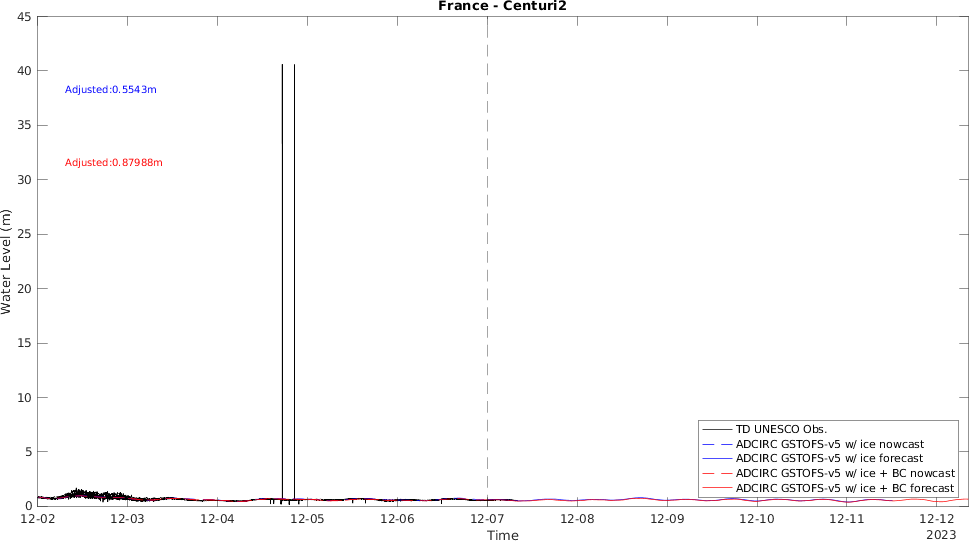 France - Centuri2
45
40
35
30
25
20
15
10
5
0
Water Level (m)
Adjusted:0.5543m
Adjusted:0.87988m
TD UNESCO Obs.
ADCIRC GSTOFS-v5 w/ ice nowcast
ADCIRC GSTOFS-v5 w/ ice forecast
ADCIRC GSTOFS-v5 w/ ice + BC nowcast
ADCIRC GSTOFS-v5 w/ ice + BC forecast
12-02 12-03 12-04 12-05 12-06 12-07 12-08 12-09 12-10 12-11 12-12
Time
2023